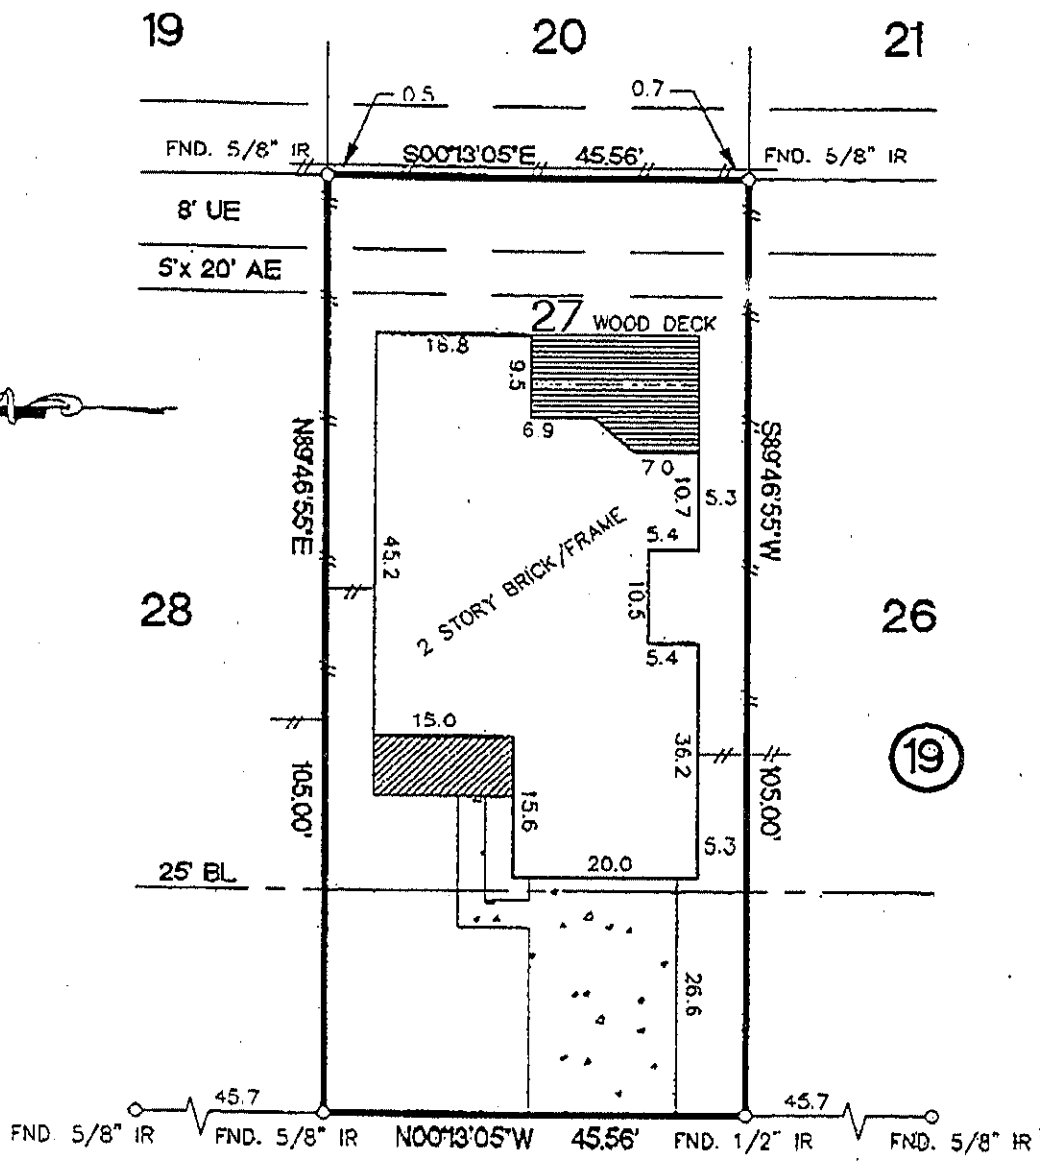 19
20
21
0.5
0.7
FND. 5/8" IR
S00°13'05"E 45.56'
FND. 5/8" IR
8' UE
5'x 20' AE
27 WOOD DECK
16.8
9.5
6.9
7.0
10.7
5.3
N89°46'55"E
S89°46'55"W
45.2
2 STORY BRICK/FRAME
5.4
10.5
5.4
28
26
15.0
36.2
19
105.00'
15.6
105.00'
5.3
20.0
25' BL
26.6
45.7
45.7
FND. 5/8" IR
FND. 5/8" IR
N00°13'05"W 45.56'
FND. 1/2" IR
FND. 5/8" IR